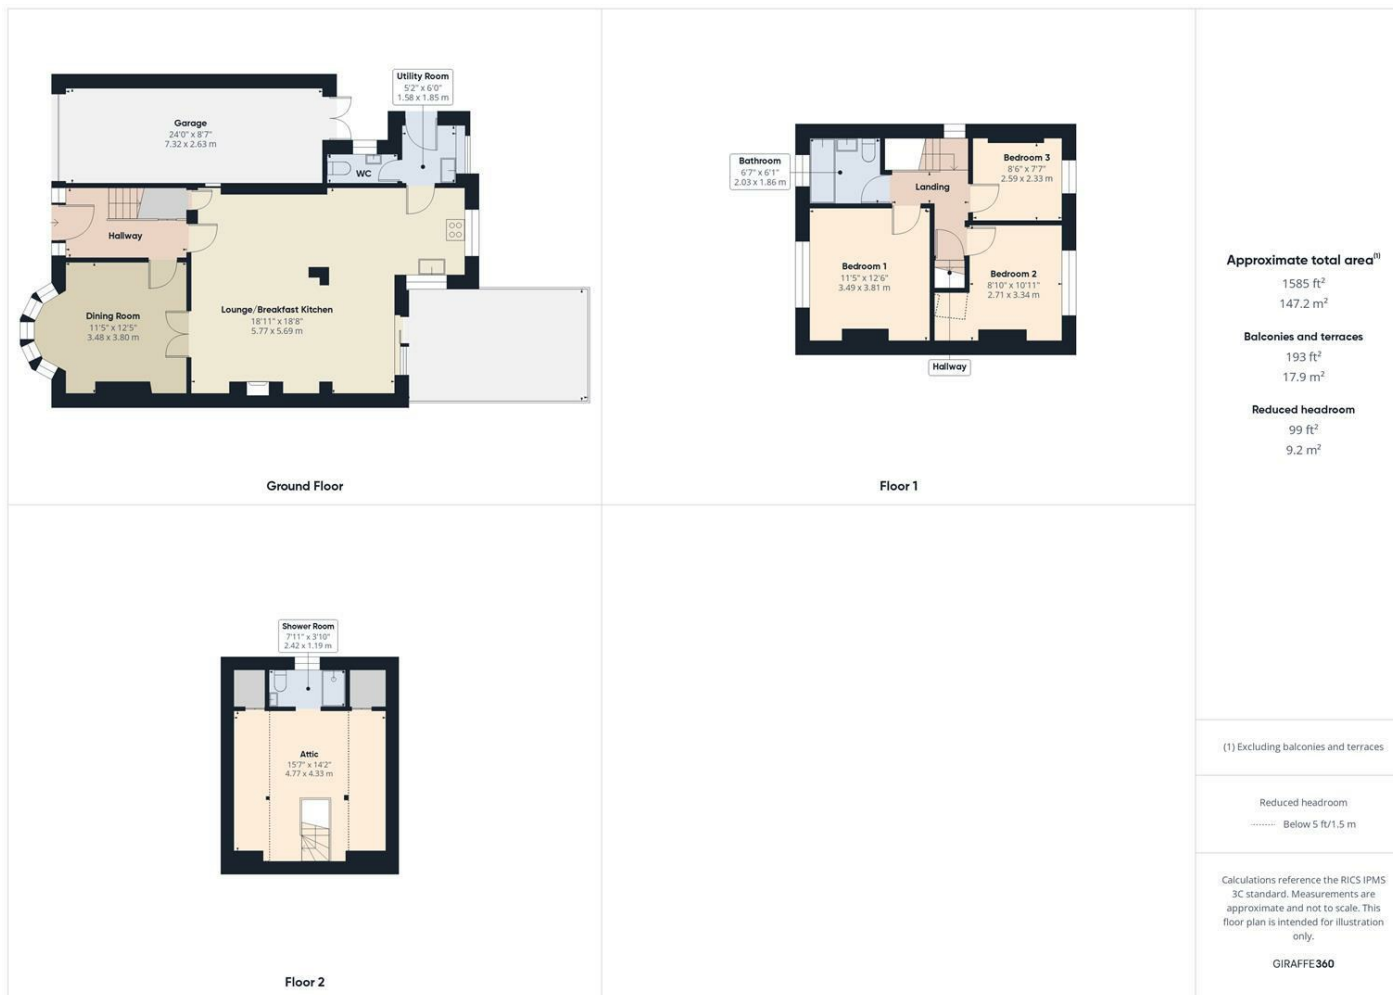 Utility Room
5'2" x 6'0"
1.58 x 1.85 m
Garage
24'0" x 8'7"
7.32 x 2.63 m
WC
Hallway
Dining Room
11'5" x 12'5"
3.48 x 3.80 m
Lounge/Breakfast Kitchen
18'11" x 18'8"
5.77 x 5.69 m
Ground Floor
Bathroom
6'7" x 6'1"
2.03 x 1.86 m
Bedroom 3
8'6" x 7'7"
2.59 x 2.33 m
Landing
Bedroom 1
11'5" x 12'6"
3.49 x 3.81 m
Bedroom 2
8'10" x 10'11"
2.71 x 3.34 m
Hallway
Floor 1
Shower Room
7'11" x 3'10"
2.42 x 1.19 m
Attic
15'7" x 14'2"
4.77 x 4.33 m
Floor 2
Approximate total area(1)
1585 ft²
147.2 m²
Balconies and terraces
193 ft²
17.9 m²
Reduced headroom
99 ft²
9.2 m²
(1) Excluding balconies and terraces
Reduced headroom
Below 5 ft/1.5 m
Calculations reference the RICS IPMS
3C standard. Measurements are
approximate and not to scale. This
floor plan is intended for illustration
only.
GIRAFFE360